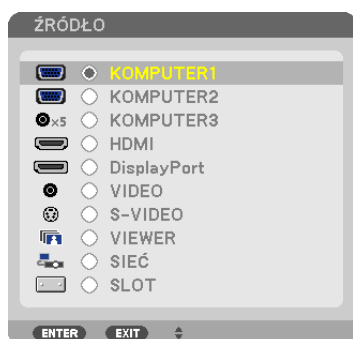 ŹRÓDŁO
KOMPUTER1
KOMPUTER2
×5 KOMPUTER3
HDMI
DisplayPort
VIDEO
S-VIDEO
VIEWER
SIEĆ
SLOT
ENTER EXIT